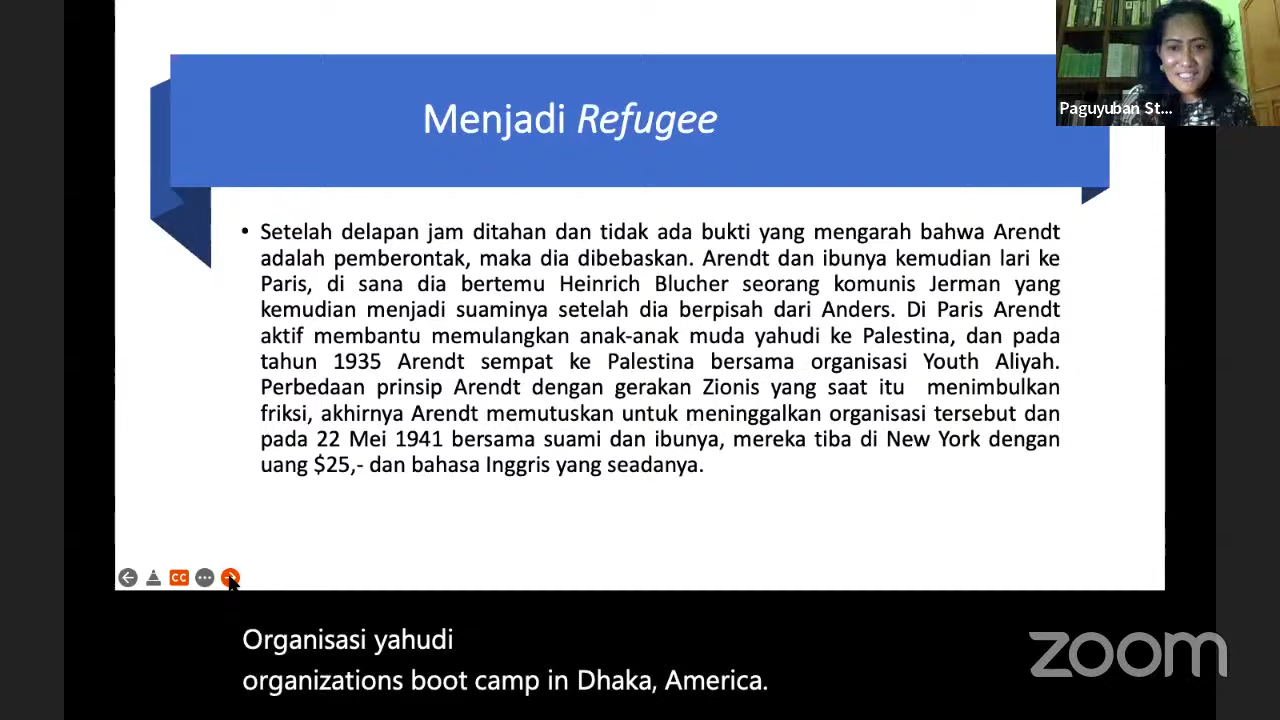 Menjadi Refugee
Paguyuban St...
• Setelah delapan jam ditahan dan tidak ada bukti yang mengarah bahwa Arendt
adalah pemberontak, maka dia dibebaskan. Arendt dan ibunya kemudian lari ke
Paris, di sana dia bertemu Heinrich Blucher seorang komunis Jerman yang
kemudian menjadi suaminya setelah dia berpisah dari Anders. Di Paris Arendt
aktif membantu memulangkan anak-anak muda yahudi ke Palestina, dan pada
tahun 1935 Arendt sempat ke Palestina bersama organisasi Youth Aliyah.
Perbedaan prinsip Arendt dengan gerakan Zionis yang saat itu menimbulkan
friksi, akhirnya Arendt memutuskan untuk meninggalkan organisasi tersebut dan
pada 22 Mei 1941 bersama suami dan ibunya, mereka tiba di New York dengan
uang $25,- dan bahasa Inggris yang seadanya.
CC
Organisasi yahudi
organizations boot camp in Dhaka, America.
zoom